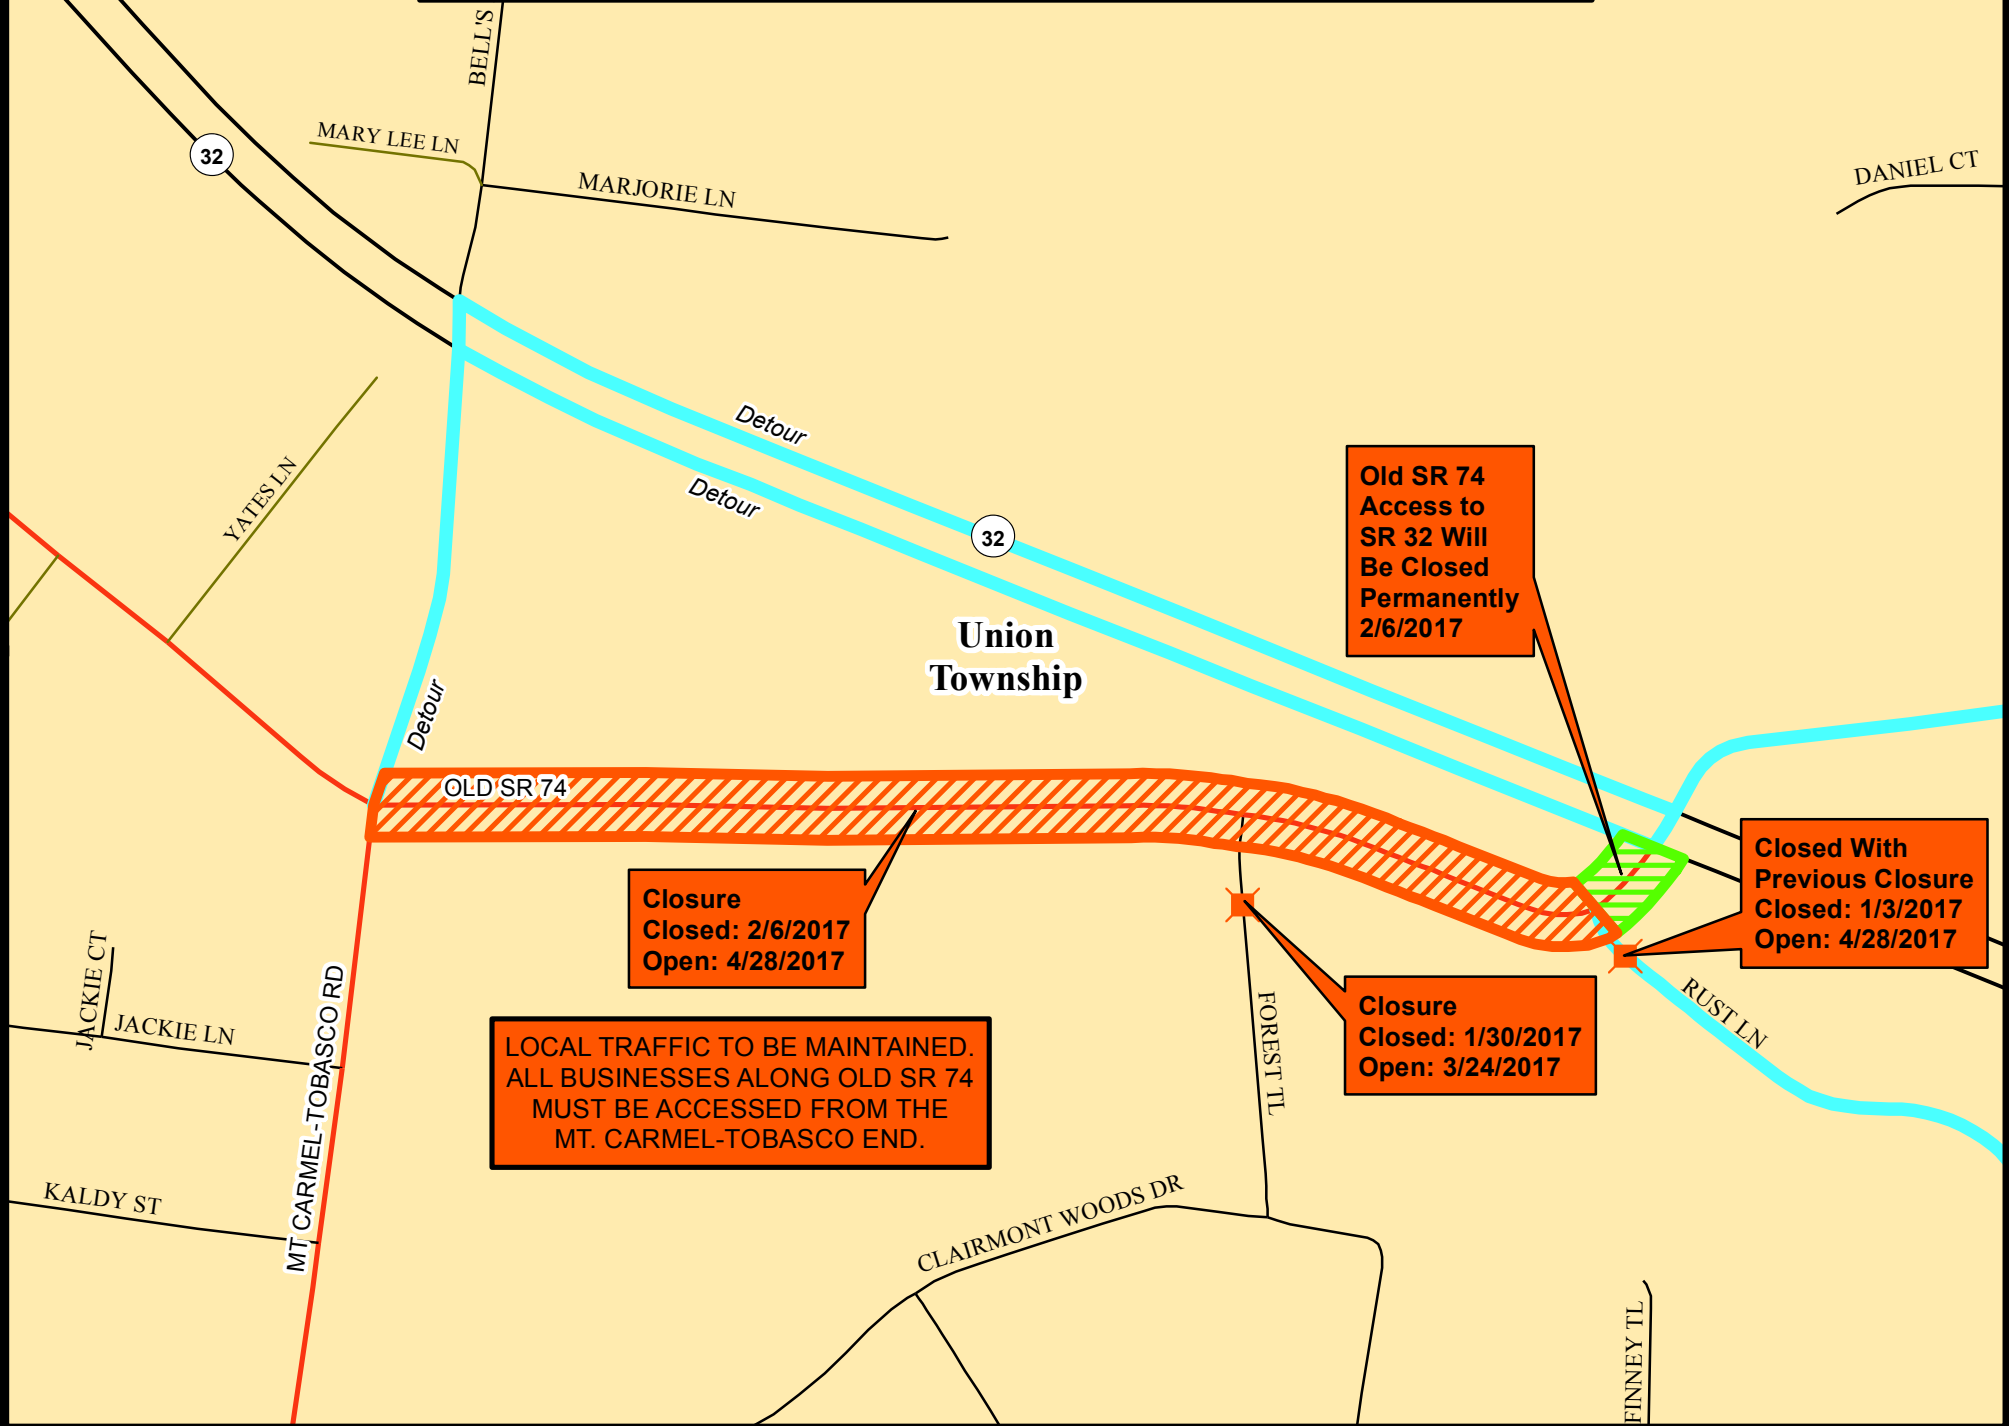 BELL'S
MARY LEE LN
32
MARJORIE LN
DANIEL CT
Detour
Detour
YATES LN
32
Old SR 74
Access to
SR 32 Will
Be Closed
Permanently
2/6/2017
Union
Township
Detour
OLD SR 74
Closure
Closed: 2/6/2017
Open: 4/28/2017
Closed With
Previous Closure
Closed: 1/3/2017
Open: 4/28/2017
JACKIE CT
JACKIE LN
MT CARMEL-TOBASCO RD
LOCAL TRAFFIC TO BE MAINTAINED.
ALL BUSINESSES ALONG OLD SR 74
MUST BE ACCESSED FROM THE
MT. CARMEL-TOBASCO END.
FOREST TL
Closure
Closed: 1/30/2017
Open: 3/24/2017
RUST LN
KALDY ST
CLAIRMONT WOODS DR
FINNEY TL